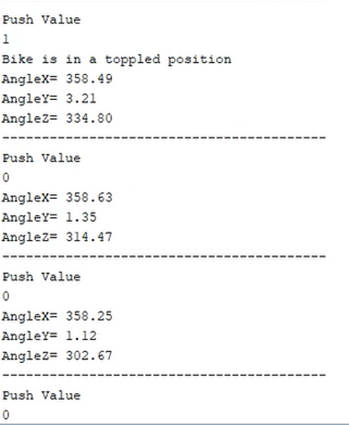 Push Value
1
Bike is in a toppled position
AngleX= 358.49
AngleY= 3.21
AngleZ= 334.80
-----------------------------------------
Push Value
0
AngleX= 358.63
AngleY= 1.35
AngleZ= 314.47
-----------------------------------------
Push Value
0
AngleX= 358.25
AngleY= 1.12
AngleZ= 302.67
-----------------------------------------
Push Value
0